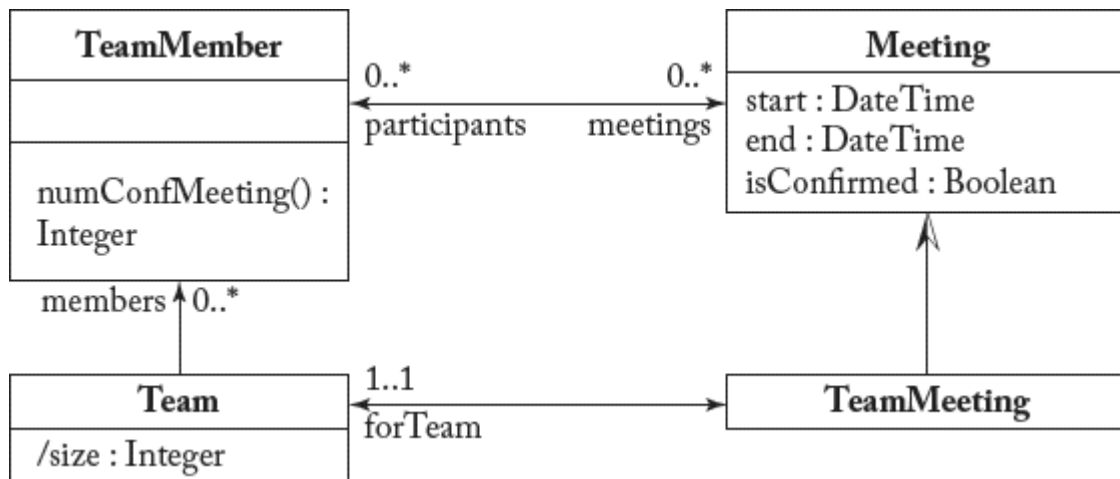 TeamMember
numConfMeeting() :
Integer
0..*
participants
0..*
meetings
Meeting
start : DateTime
end : DateTime
isConfirmed : Boolean
members
0..*
Team
/size : Integer
1..1
forTeam
TeamMeeting